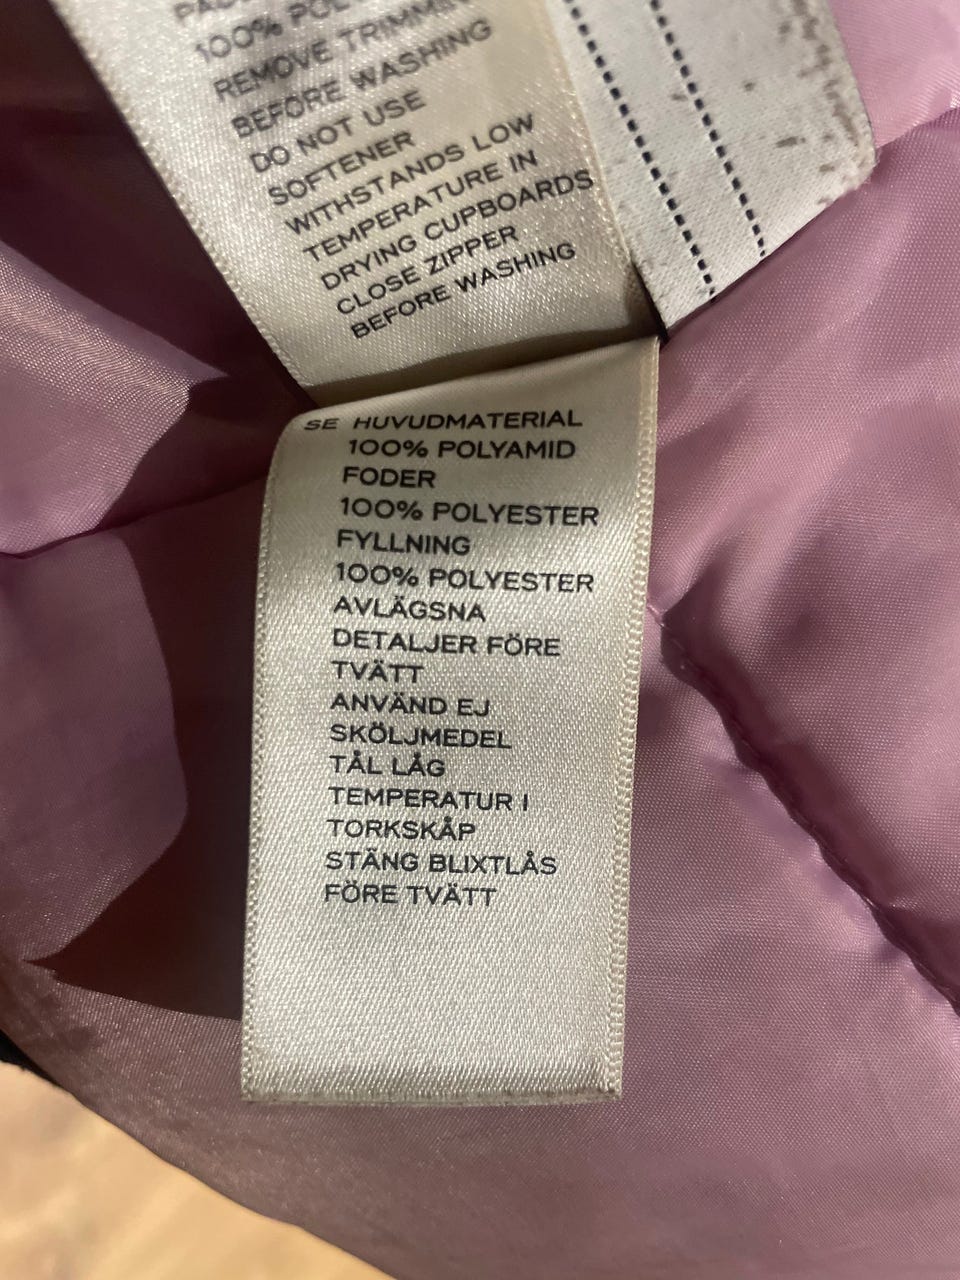 100% POL
REMOVE TRIMMIN
BEFORE WASHING
DO NOT USE
SOFTENER
WITHSTANDS LOW
TEMPERATURE IN
DRYING CUPBOARDS
CLOSE ZIPPER
BEFORE WASHING
SE HUVUDMATERIAL
100% POLYAMID
FODER
100% POLYESTER
FYLLNING
100% POLYESTER
AVLÄGSNA
DETALJER FÖRE
TVÄTT
ANVÄND EJ
SKÖLJMEDEL
TÅL LÅG
TEMPERATUR I
TORKSKÅP
STÄNG BLIXTLÅS
FÖRE TVÄTT